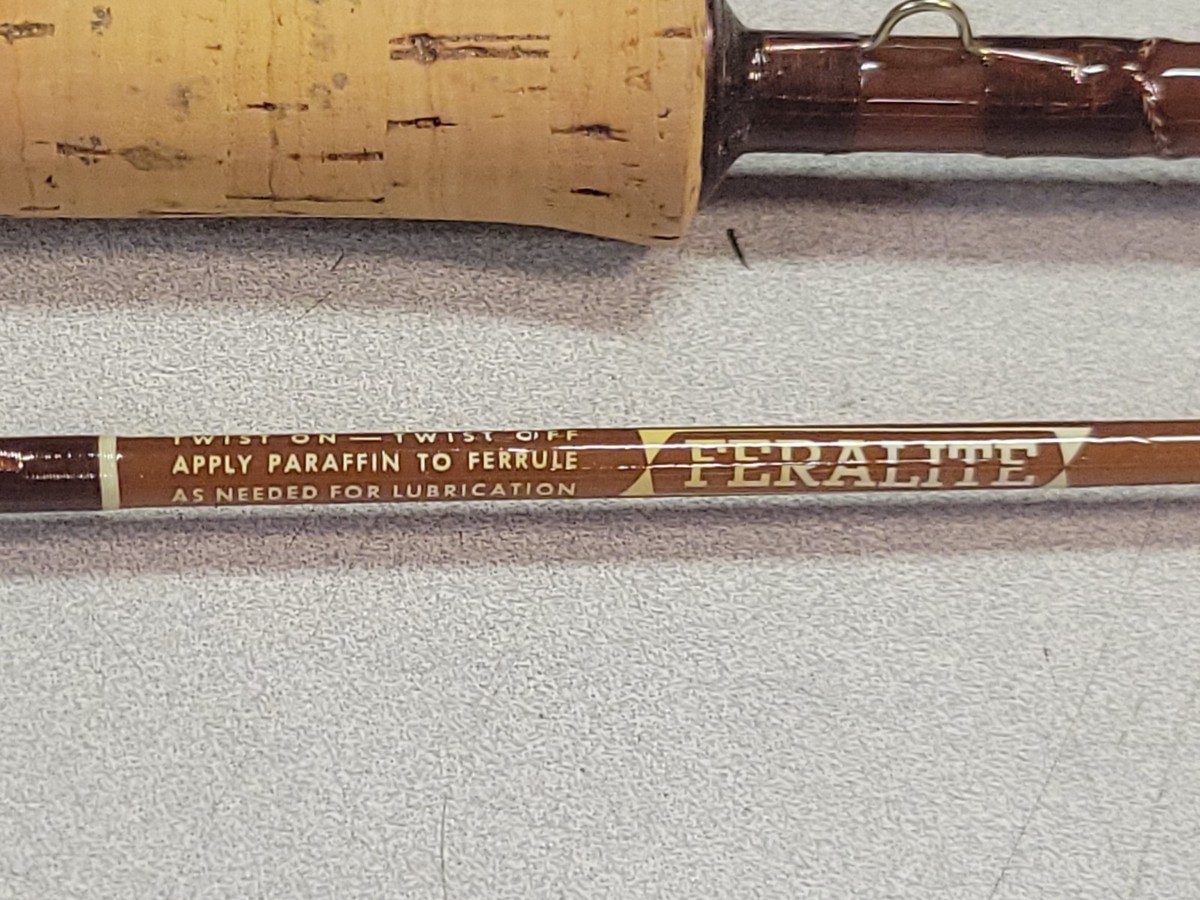 TWIST ON — TWIST OFF
APPLY PARAFFIN TO FERRULE
AS NEEDED FOR LUBRICATION
FERALITE